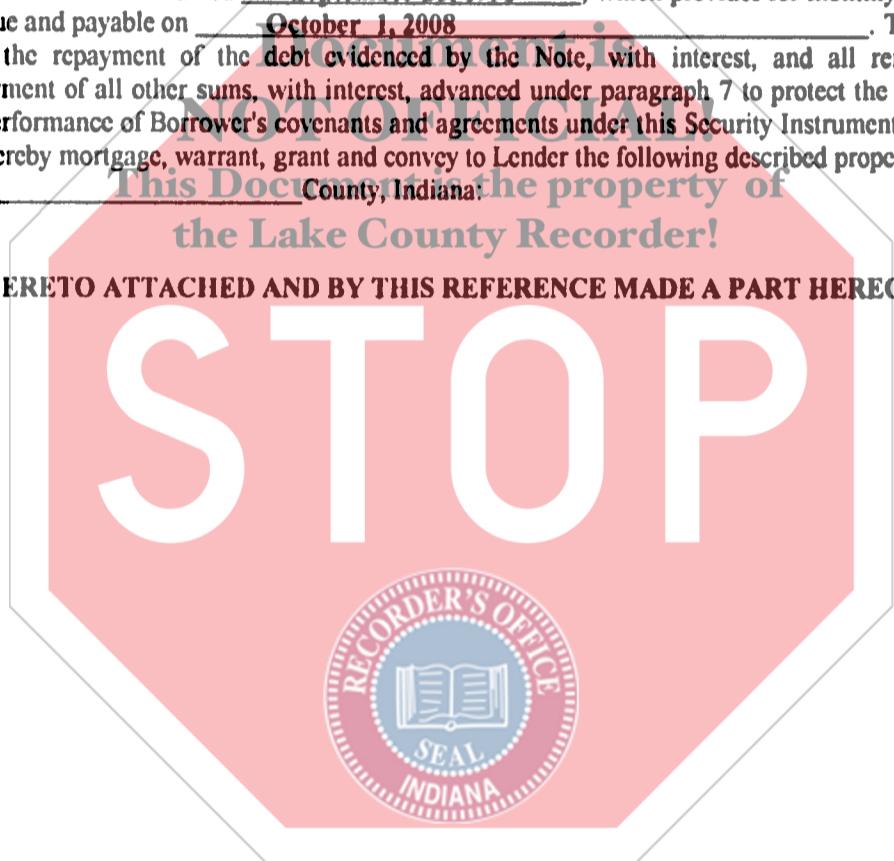 ue and payable on October 1, 2008 . T
the repayment of the debt evidenced by the Note, with interest, and all re
ment of all other sums, with interest, advanced under paragraph 7 to protect the
erformance of Borrower's covenants and agreements under this Security Instrument
ereby mortgage, warrant, grant and convey to Lender the following described prope
County, Indiana:
Document is
NOT OFFICIAL!
This Document is the property of
the Lake County Recorder!
ERETO ATTACHED AND BY THIS REFERENCE MADE A PART HEREO
STOP
RECORDER'S OFFICE
SEAL
INDIANA